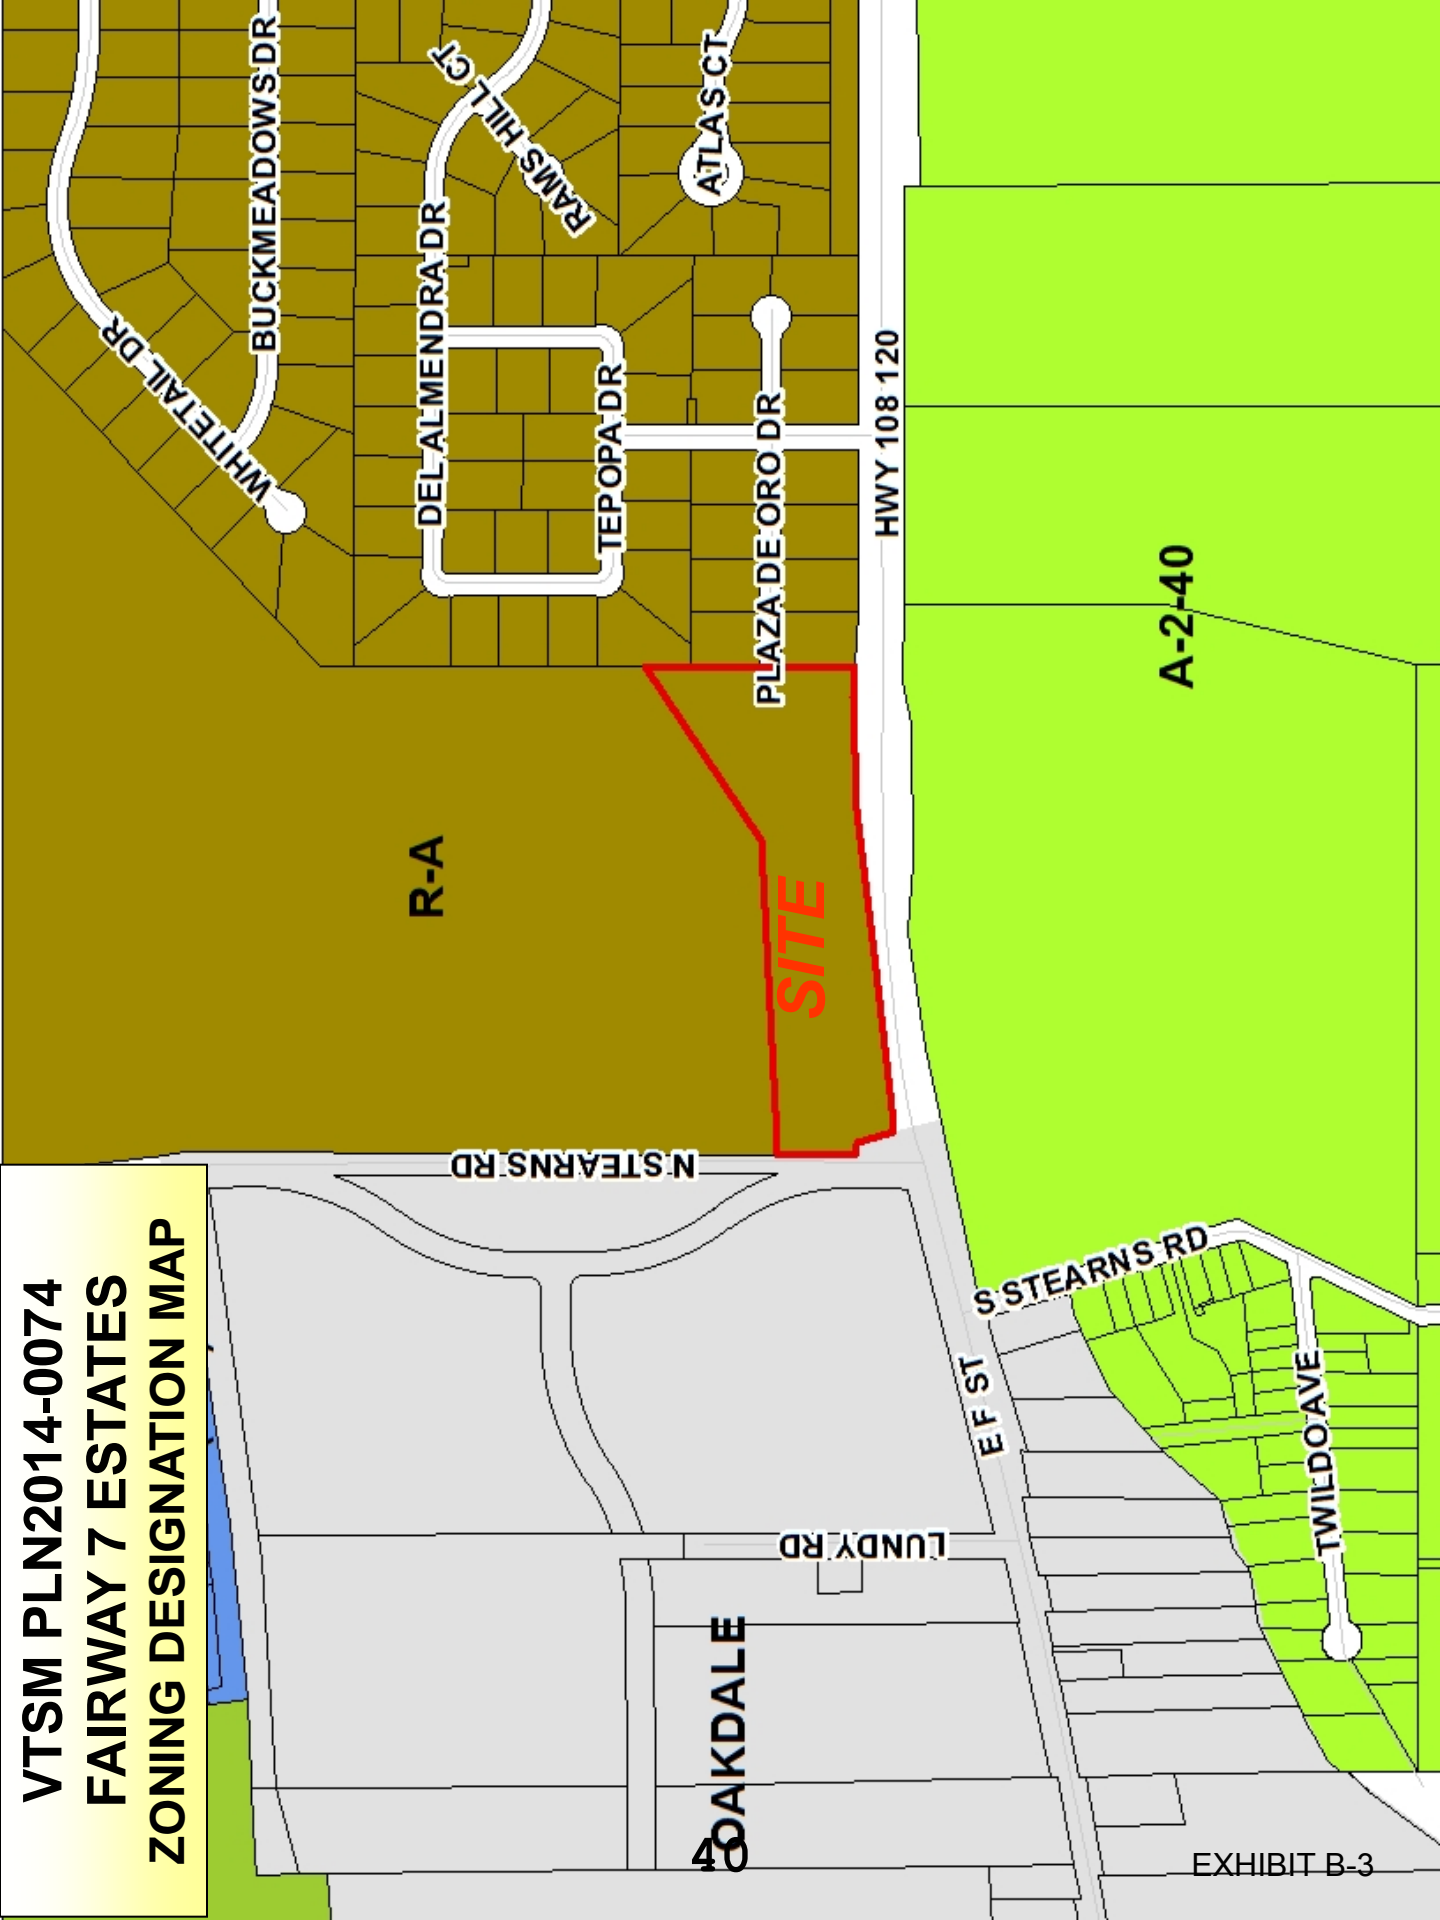 VTSM PLN2014-0074
FAIRWAY 7 ESTATES
ZONING DESIGNATION MAP
WHITETAIL DR
BUCKMEADOWS DR
DEL ALMENDRA DR
RAMS HILL CT
ATLAS CT
TEPOPA DR
PLAZA DE ORO DR
HWY 108 120
A-2-40
R-A
SITE
N STEARNS RD
S STEARNS RD
E F ST
TWILDO AVE
LUNDY RD
OAKDALE
40
EXHIBIT B-3